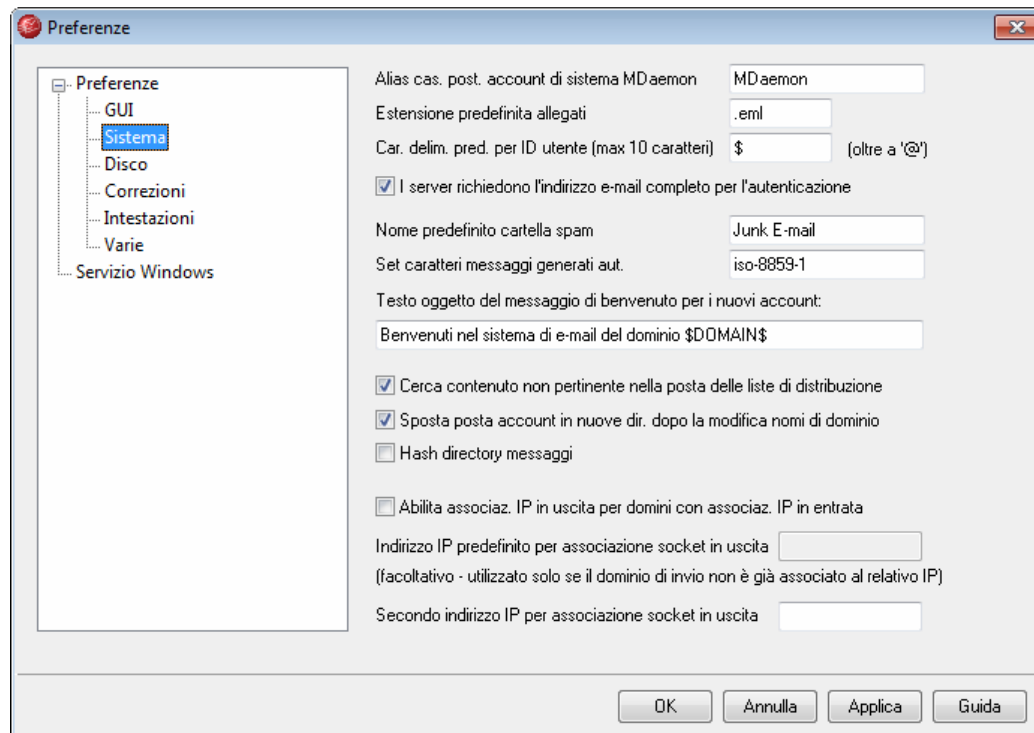 Preferenze
Preferenze
GUI
Sistema
Disco
Correzioni
Intestazioni
Varie
Servizio Windows
Alias cas. post. account di sistema MDaemon MDaemon
Estensione predefinita allegati .eml
Car. delim. pred. per ID utente (max 10 caratteri) $ (oltre a '@')
I server richiedono l'indirizzo e-mail completo per l'autenticazione
Nome predefinito cartella spam Junk E-mail
Set caratteri messaggi generati aut. iso-8859-1
Testo oggetto del messaggio di benvenuto per i nuovi account:
Benvenuti nel sistema di e-mail del dominio $DOMAIN$
Cerca contenuto non pertinente nella posta delle liste di distribuzione
Sposta posta account in nuove dir. dopo la modifica nomi di dominio
Hash directory messaggi
Abilita associaz. IP in uscita per domini con associaz. IP in entrata
Indirizzo IP predefinito per associazione socket in uscita
(facoltativo - utilizzato solo se il dominio di invio non è già associato al relativo IP)
Secondo indirizzo IP per associazione socket in uscita
OK Annulla Applica Guida